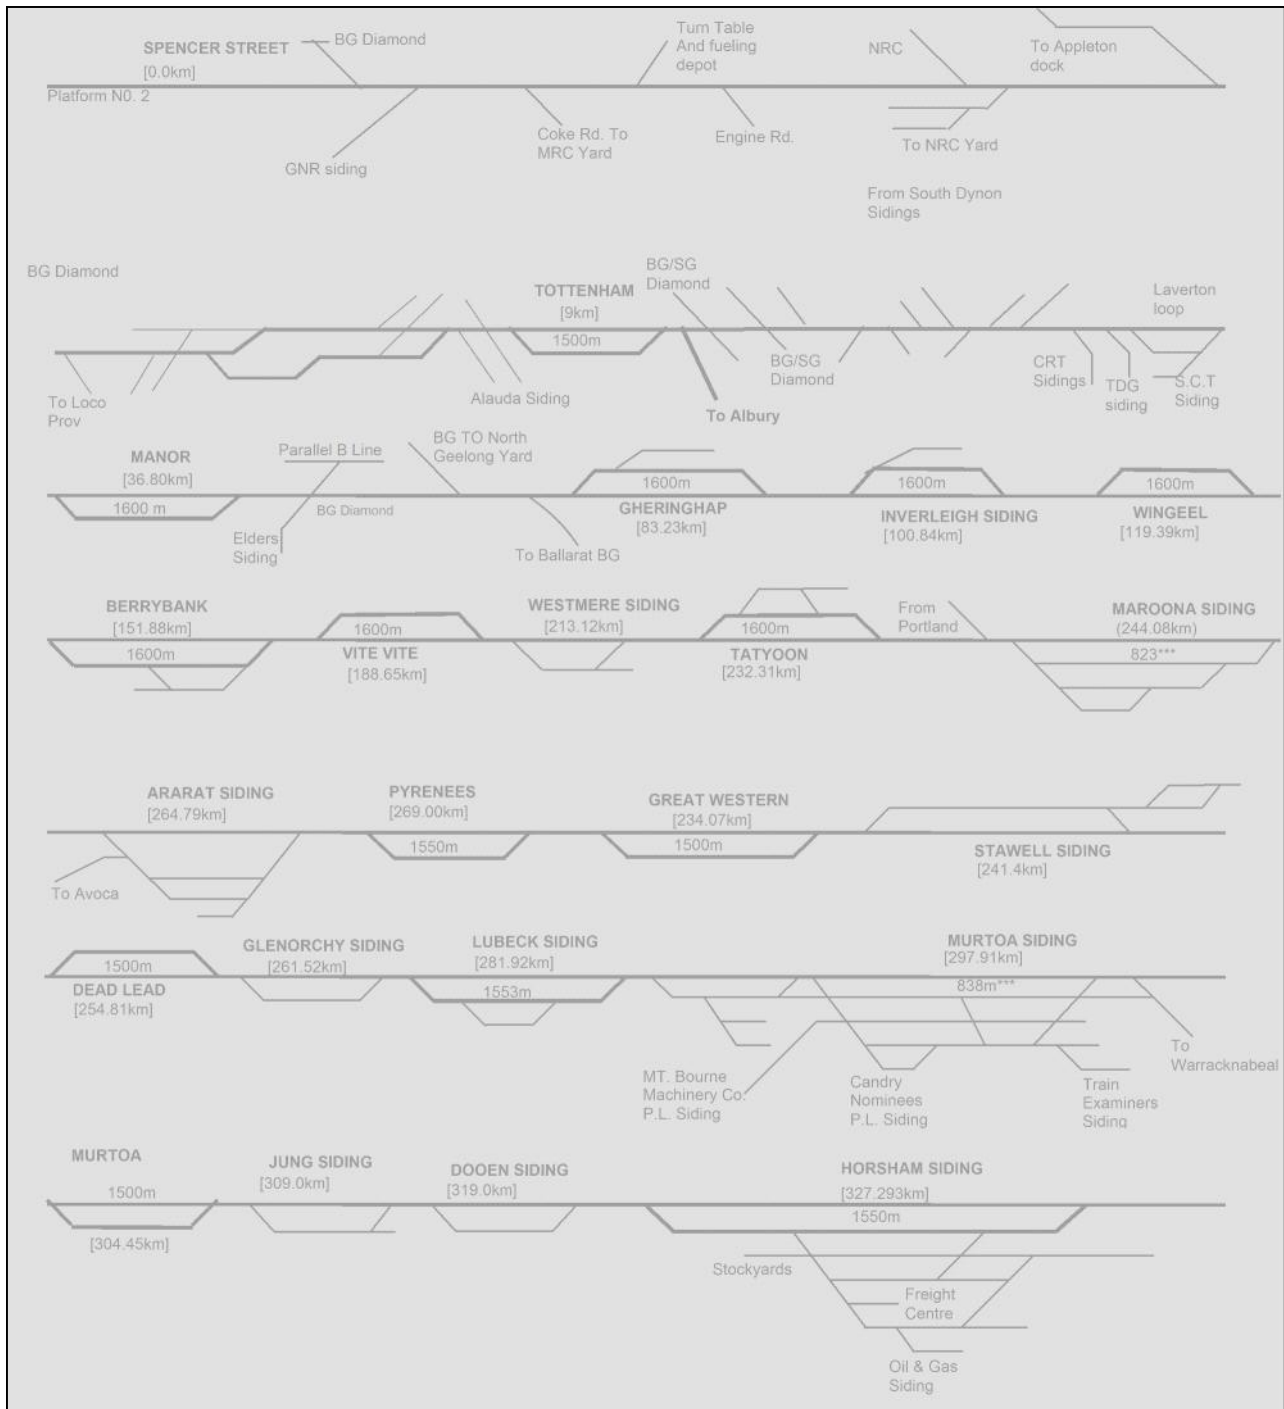 SPENCER STREET
[0.0km]
Platform N0. 2
BG Diamond
GNR siding
Coke Rd. To
MRC Yard
Turn Table
And fueling
depot
Engine Rd.
NRC
To NRC Yard
From South Dynon
Sidings
To Appleton
dock
BG Diamond
To Loco
Prov
Alauda Siding
TOTTENHAM
[9km]
1500m
BG/SG
Diamond
To Albury
BG/SG
Diamond
CRT
Sidings
TDG
siding
Laverton
loop
S.C.T
Siding
MANOR
[36.80km]
1600 m
Parallel B Line
BG Diamond
Elders
Siding
BG TO North
Geelong Yard
To Ballarat BG
1600m
GHERINGHAP
[83.23km]
1600m
INVERLEIGH SIDING
[100.84km]
1600m
WINGEEL
[119.39km]
BERRYBANK
[151.88km]
1600m
1600m
VITE VITE
[188.65km]
WESTMERE SIDING
[213.12km]
1600m
TATYOON
[232.31km]
From
Portland
MAROONA SIDING
(244.08km)
823***
ARARAT SIDING
[264.79km]
To Avoca
PYRENEES
[269.00km]
1550m
GREAT WESTERN
[234.07km]
1500m
STAWELL SIDING
[241.4km]
1500m
DEAD LEAD
[254.81km]
GLENORCHY SIDING
[261.52km]
LUBECK SIDING
[281.92km]
1553m
MURTOA SIDING
[297.91km]
838m***
MT. Bourne
Machinery Co.
P.L. Siding
Candry
Nominees
P.L. Siding
Train
Examiners
Siding
To
Warracknabeal
MURTOA
1500m
[304.45km]
JUNG SIDING
[309.0km]
DOOEN SIDING
[319.0km]
HORSHAM SIDING
[327.293km]
1550m
Stockyards
Freight
Centre
Oil & Gas
Siding